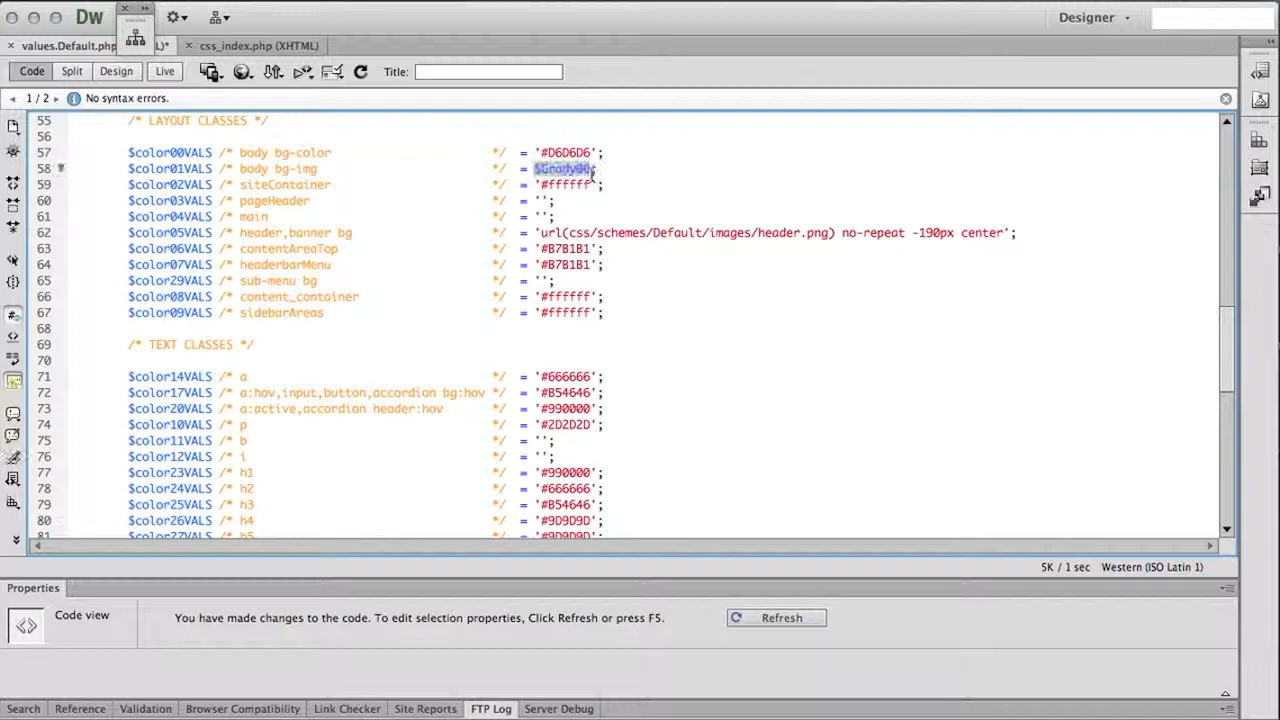 Dw
Designer
values.Default.php
L)*
css_index.php (XHTML)
Code Split Design Live
Title:
1 / 2 No syntax errors.
55 /* LAYOUT CLASSES */
56
57 $color00VALS /* body bg-color */ = '#D6D6D6';
58 $color01VALS /* body bg-img */ =
59 $color02VALS /* siteContainer */ = '#ffffff';
60 $color03VALS /* pageHeader */ = '';
61 $color04VALS /* main */ = '';
62 $color05VALS /* header,banner bg */ = 'url(css/schemes/Default/images/header.png) no-repeat -190px center';
63 $color06VALS /* contentAreaTop */ = '#B7B1B1';
64 $color07VALS /* headerbarMenu */ = '#B7B1B1';
65 $color29VALS /* sub-menu bg */ = '';
66 $color08VALS /* content_container */ = '#ffffff';
67 $color09VALS /* sidebarAreas */ = '#ffffff';
68
69 /* TEXT CLASSES */
70
71 $color14VALS /* a */ = '#666666';
72 $color17VALS /* a:hov,input,button,accordion bg:hov */ = '#B54646';
73 $color20VALS /* a:active,accordion header:hov */ = '#990000';
74 $color10VALS /* p */ = '#2D2D2D';
75 $color11VALS /* b */ = '';
76 $color12VALS /* i */ = '';
77 $color23VALS /* h1 */ = '#990000';
78 $color24VALS /* h2 */ = '#666666';
79 $color25VALS /* h3 */ = '#B54646';
80 $color26VALS /* h4 */ = '#9D9D9D';
81 $color27VALS /* h5 */ = '#9D9D9D';
5K / 1 sec Western (ISO Latin 1)
Properties
Code view
You have made changes to the code. To edit selection properties, Click Refresh or press F5.
Refresh
Search Reference Validation Browser Compatibility Link Checker Site Reports FTP Log Server Debug